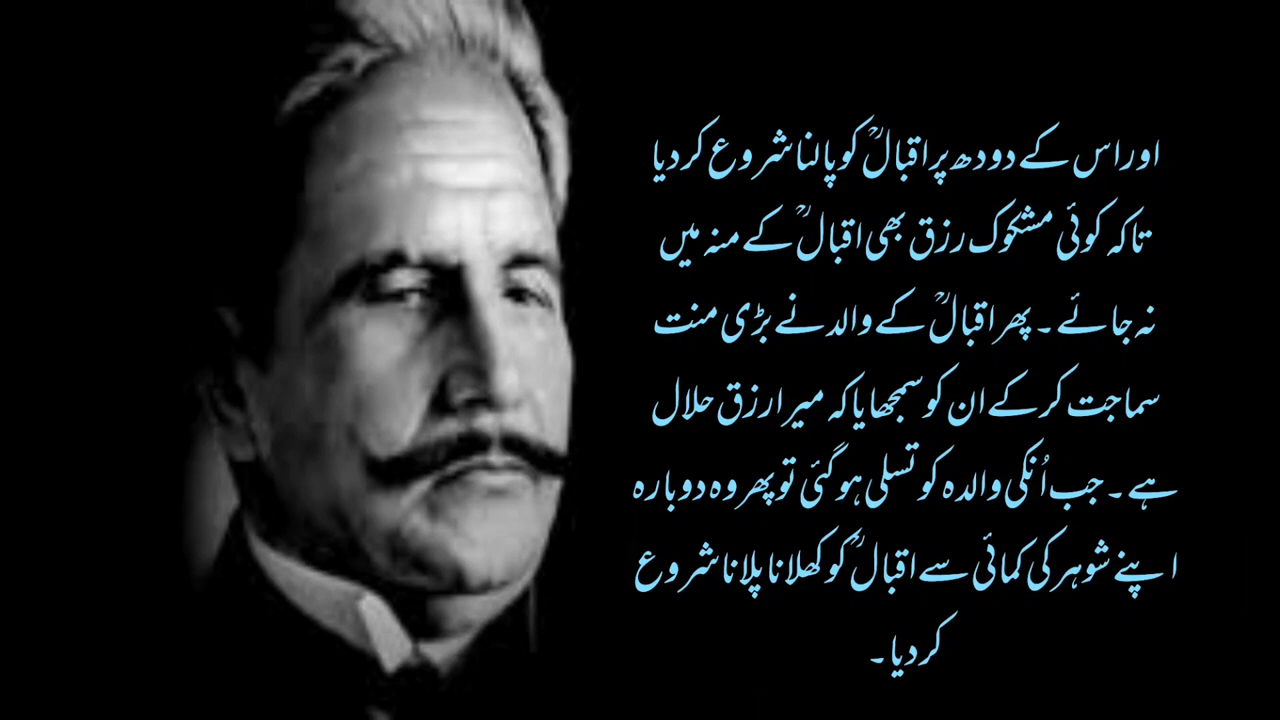 اور اس کے دودھ پر اقبالؒ کو پالنا شروع کر دیا
تاکہ کوئی مشکوک رزق بھی اقبالؒ کے منہ میں
نہ جائے ۔ پھر اقبالؒ کے والد نے بڑی منت
سماجت کر کے ان کو سمجھایا کہ میرا رزق حلال
ہے ۔ جب اُنکی والدہ کو تسلی ہو گئی تو پھر وہ دوبارہ
اپنے شوہر کی کمائی سے اقبالؒ کو کھلانا پلانا شروع
کر دیا ۔